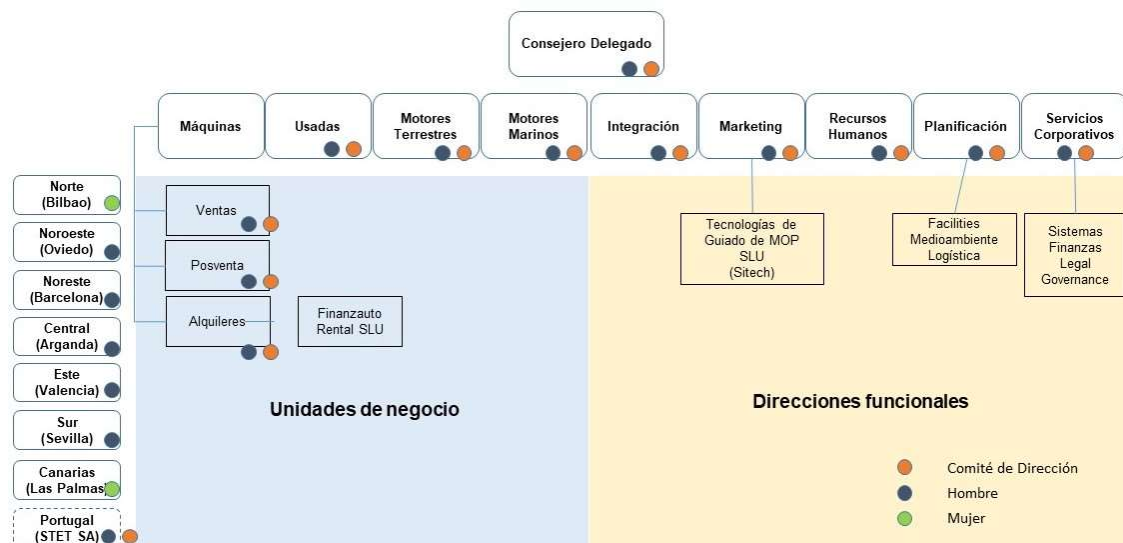 Consejero Delegado
Máquinas
Usadas
Motores
Terrestres
Motores
Marinos
Integración
Marketing
Recursos
Humanos
Planificación
Servicios
Corporativos
Norte
(Bilbao)
Noroeste
(Oviedo)
Noreste
(Barcelona)
Central
(Arganda)
Este
(Valencia)
Sur
(Sevilla)
Canarias
(Las Palmas)
Portugal
(STET SA)
Ventas
Posventa
Alquileres
Finanzauto
Rental SLU
Unidades de negocio
Tecnologías de
Guiado de MOP
SLU
(Sitech)
Facilities
Medioambiente
Logística
Sistemas
Finanzas
Legal
Governance
Direcciones funcionales
Comité de Dirección
Hombre
Mujer